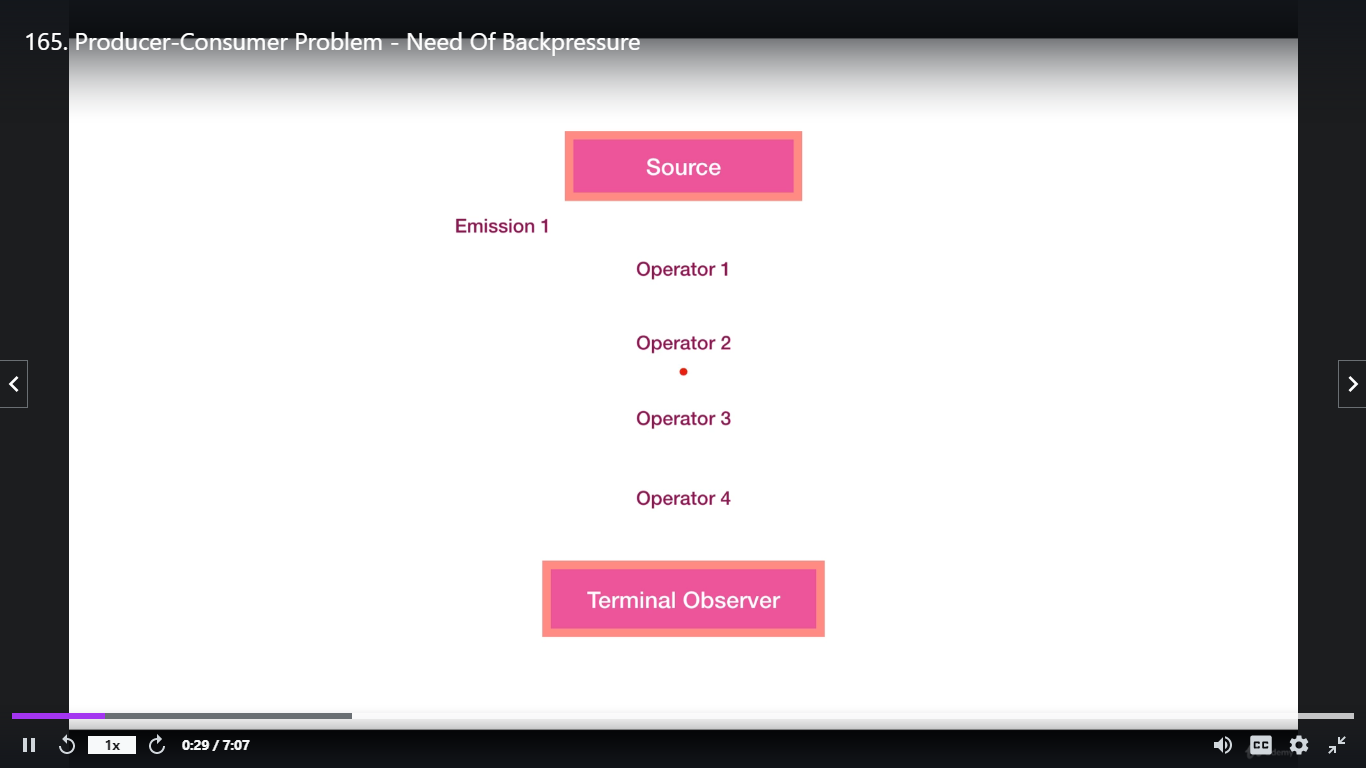 165. Producer-Consumer Problem - Need Of Backpressure
Source
Emission 1
Operator 1
Operator 2
Operator 3
Operator 4
Terminal Observer
1x
0:29 / 7:07
CC